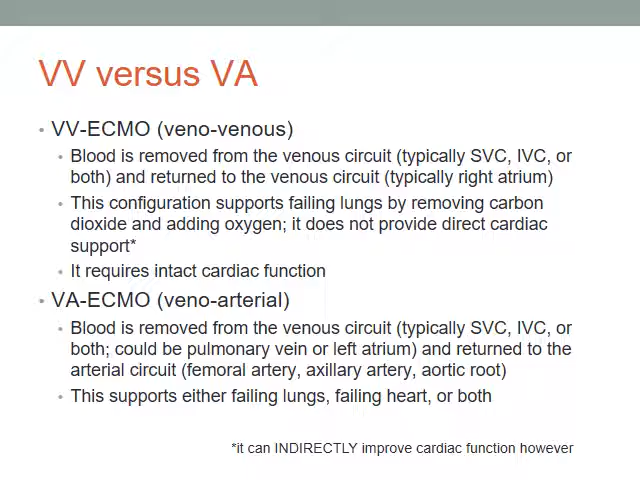 VV versus VA
• VV-ECMO (veno-venous)
• Blood is removed from the venous circuit (typically SVC, IVC, or
both) and returned to the venous circuit (typically right atrium)
• This configuration supports failing lungs by removing carbon
dioxide and adding oxygen; it does not provide direct cardiac
support*
• It requires intact cardiac function
• VA-ECMO (veno-arterial)
• Blood is removed from the venous circuit (typically SVC, IVC, or
both; could be pulmonary vein or left atrium) and returned to the
arterial circuit (femoral artery, axillary artery, aortic root)
• This supports either failing lungs, failing heart, or both
*it can INDIRECTLY improve cardiac function however